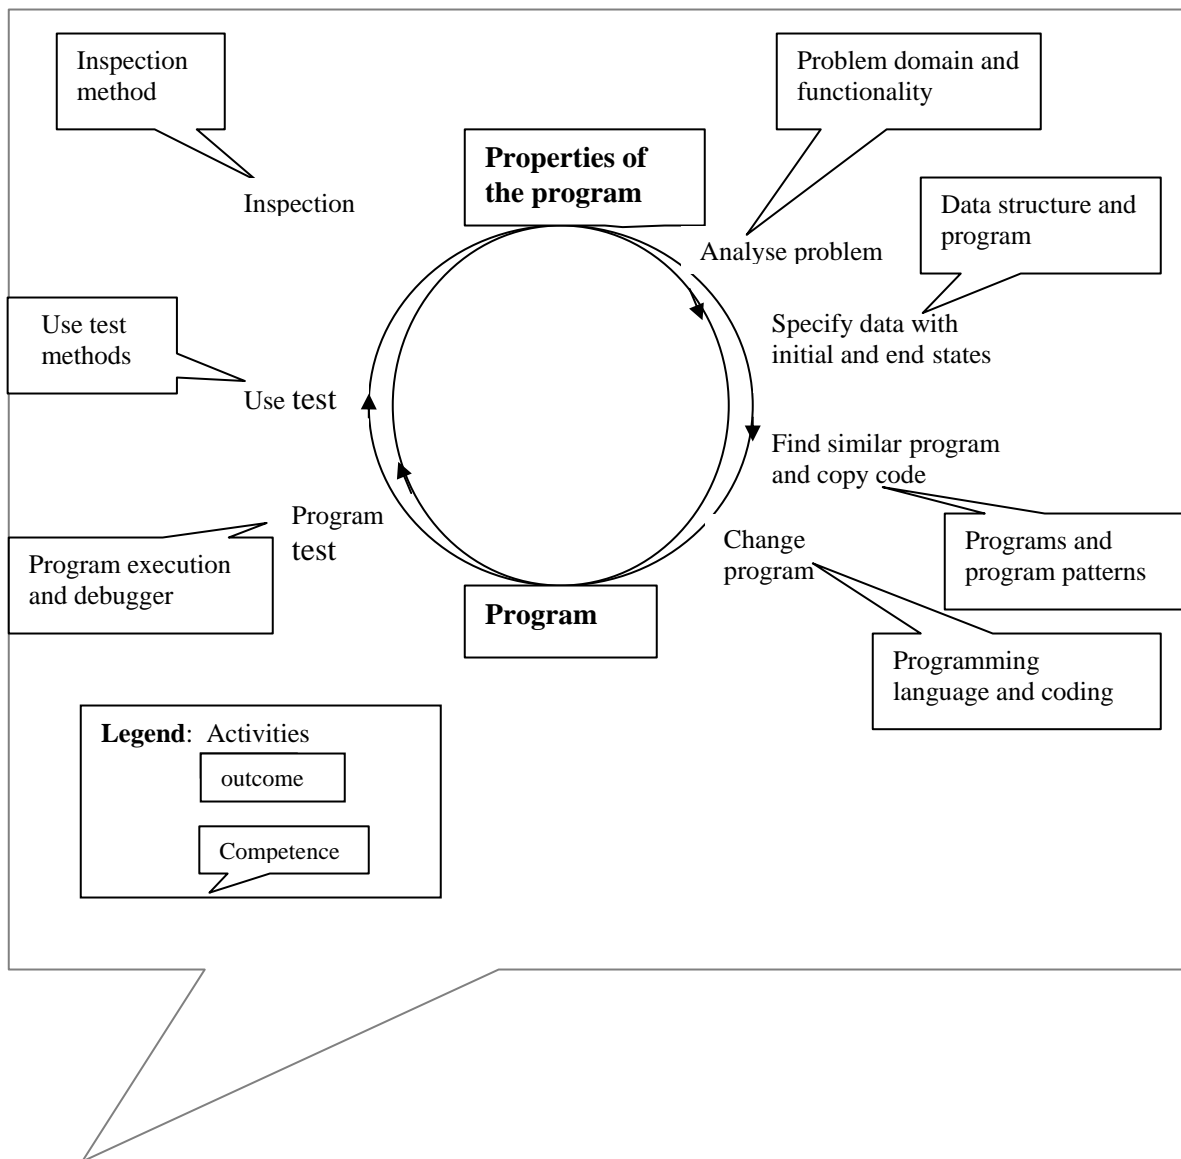 Inspection
method
Problem domain and
functionality
Properties of
the program
Inspection
Data structure and
program
Analyse problem
Use test
methods
Specify data with
initial and end states
Use test
Find similar program
and copy code
Program
test
Change
program
Programs and
program patterns
Program execution
and debugger
Program
Programming
language and coding
Legend: Activities
outcome
Competence